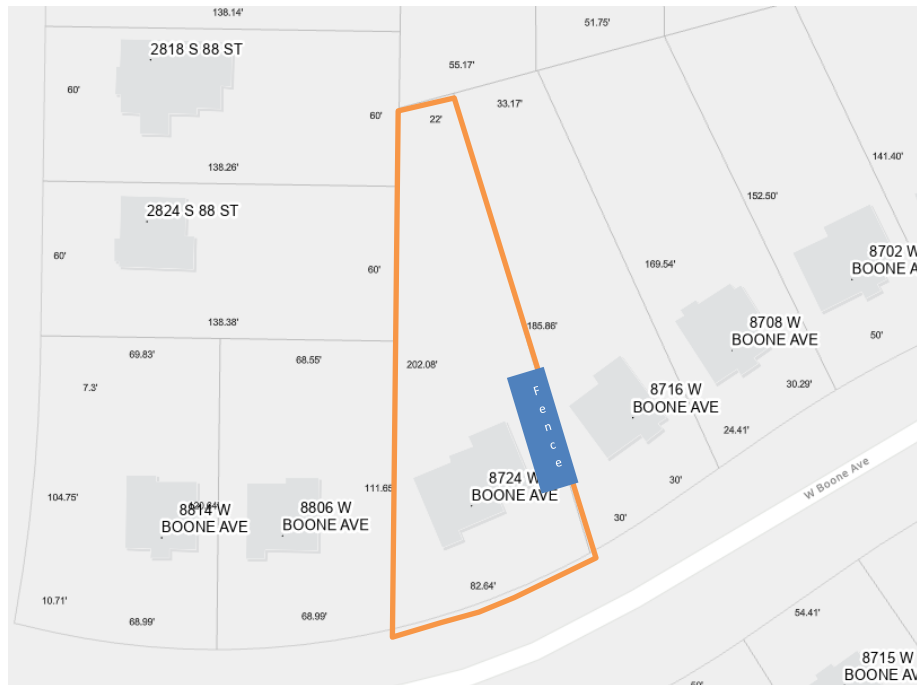 138.14'
51.75'
2818 S 88 ST
55.17'
60'
33.17'
60'
22'
141.40'
138.26'
152.50'
2824 S 88 ST
8702 W
BOONE A
60'
60'
169.54'
138.38'
185.86'
8708 W
BOONE AVE
50'
69.83'
68.55'
202.08'
7.3'
30.29'
Fence
8716 W
BOONE AVE
24.41'
W Boone Ave
8724 W
BOONE AVE
30'
111.65
104.75'
8814 W
BOONE AVE
8806 W
BOONE AVE
30'
82.64'
10.71'
68.99'
68.99'
54.41'
8715 W
BOONE AV